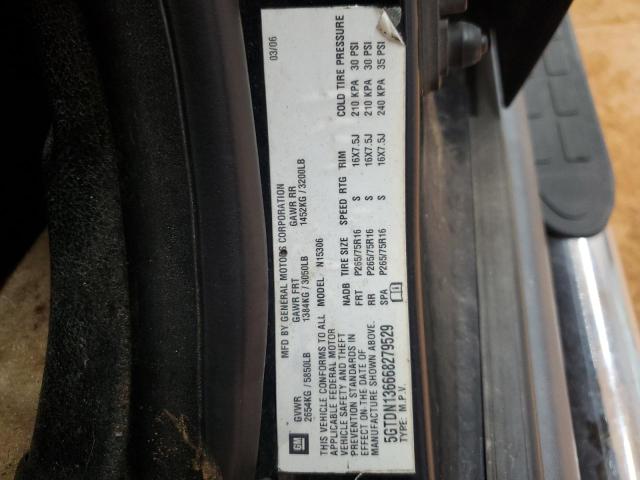 MFD BY GENERAL MOTORS CORPORATION 03/06
GM GVWR GAWR FRT GAWR RR
2654KG / 5850LB 1384KG / 3050LB 1452KG / 3200LB
THIS VEHICLE CONFORMS TO ALL
APPLICABLE FEDERAL MOTOR
VEHICLE SAFETY AND THEFT
PREVENTION STANDARDS IN
EFFECT ON THE DATE OF
MANUFACTURE SHOWN ABOVE.
MODEL N15306
NADB TIRE SIZE SPEED RTG TRIM COLD TIRE PRESSURE
FRT P265/75R16 S 16X7.5J 210 KPA 30 PSI
RR P265/75R16 S 16X7.5J 210 KPA 30 PSI
SPA P265/75R16 S 16X7.5J 240 KPA 35 PSI
5GTDN136668279529
TYPE: M.P.V.